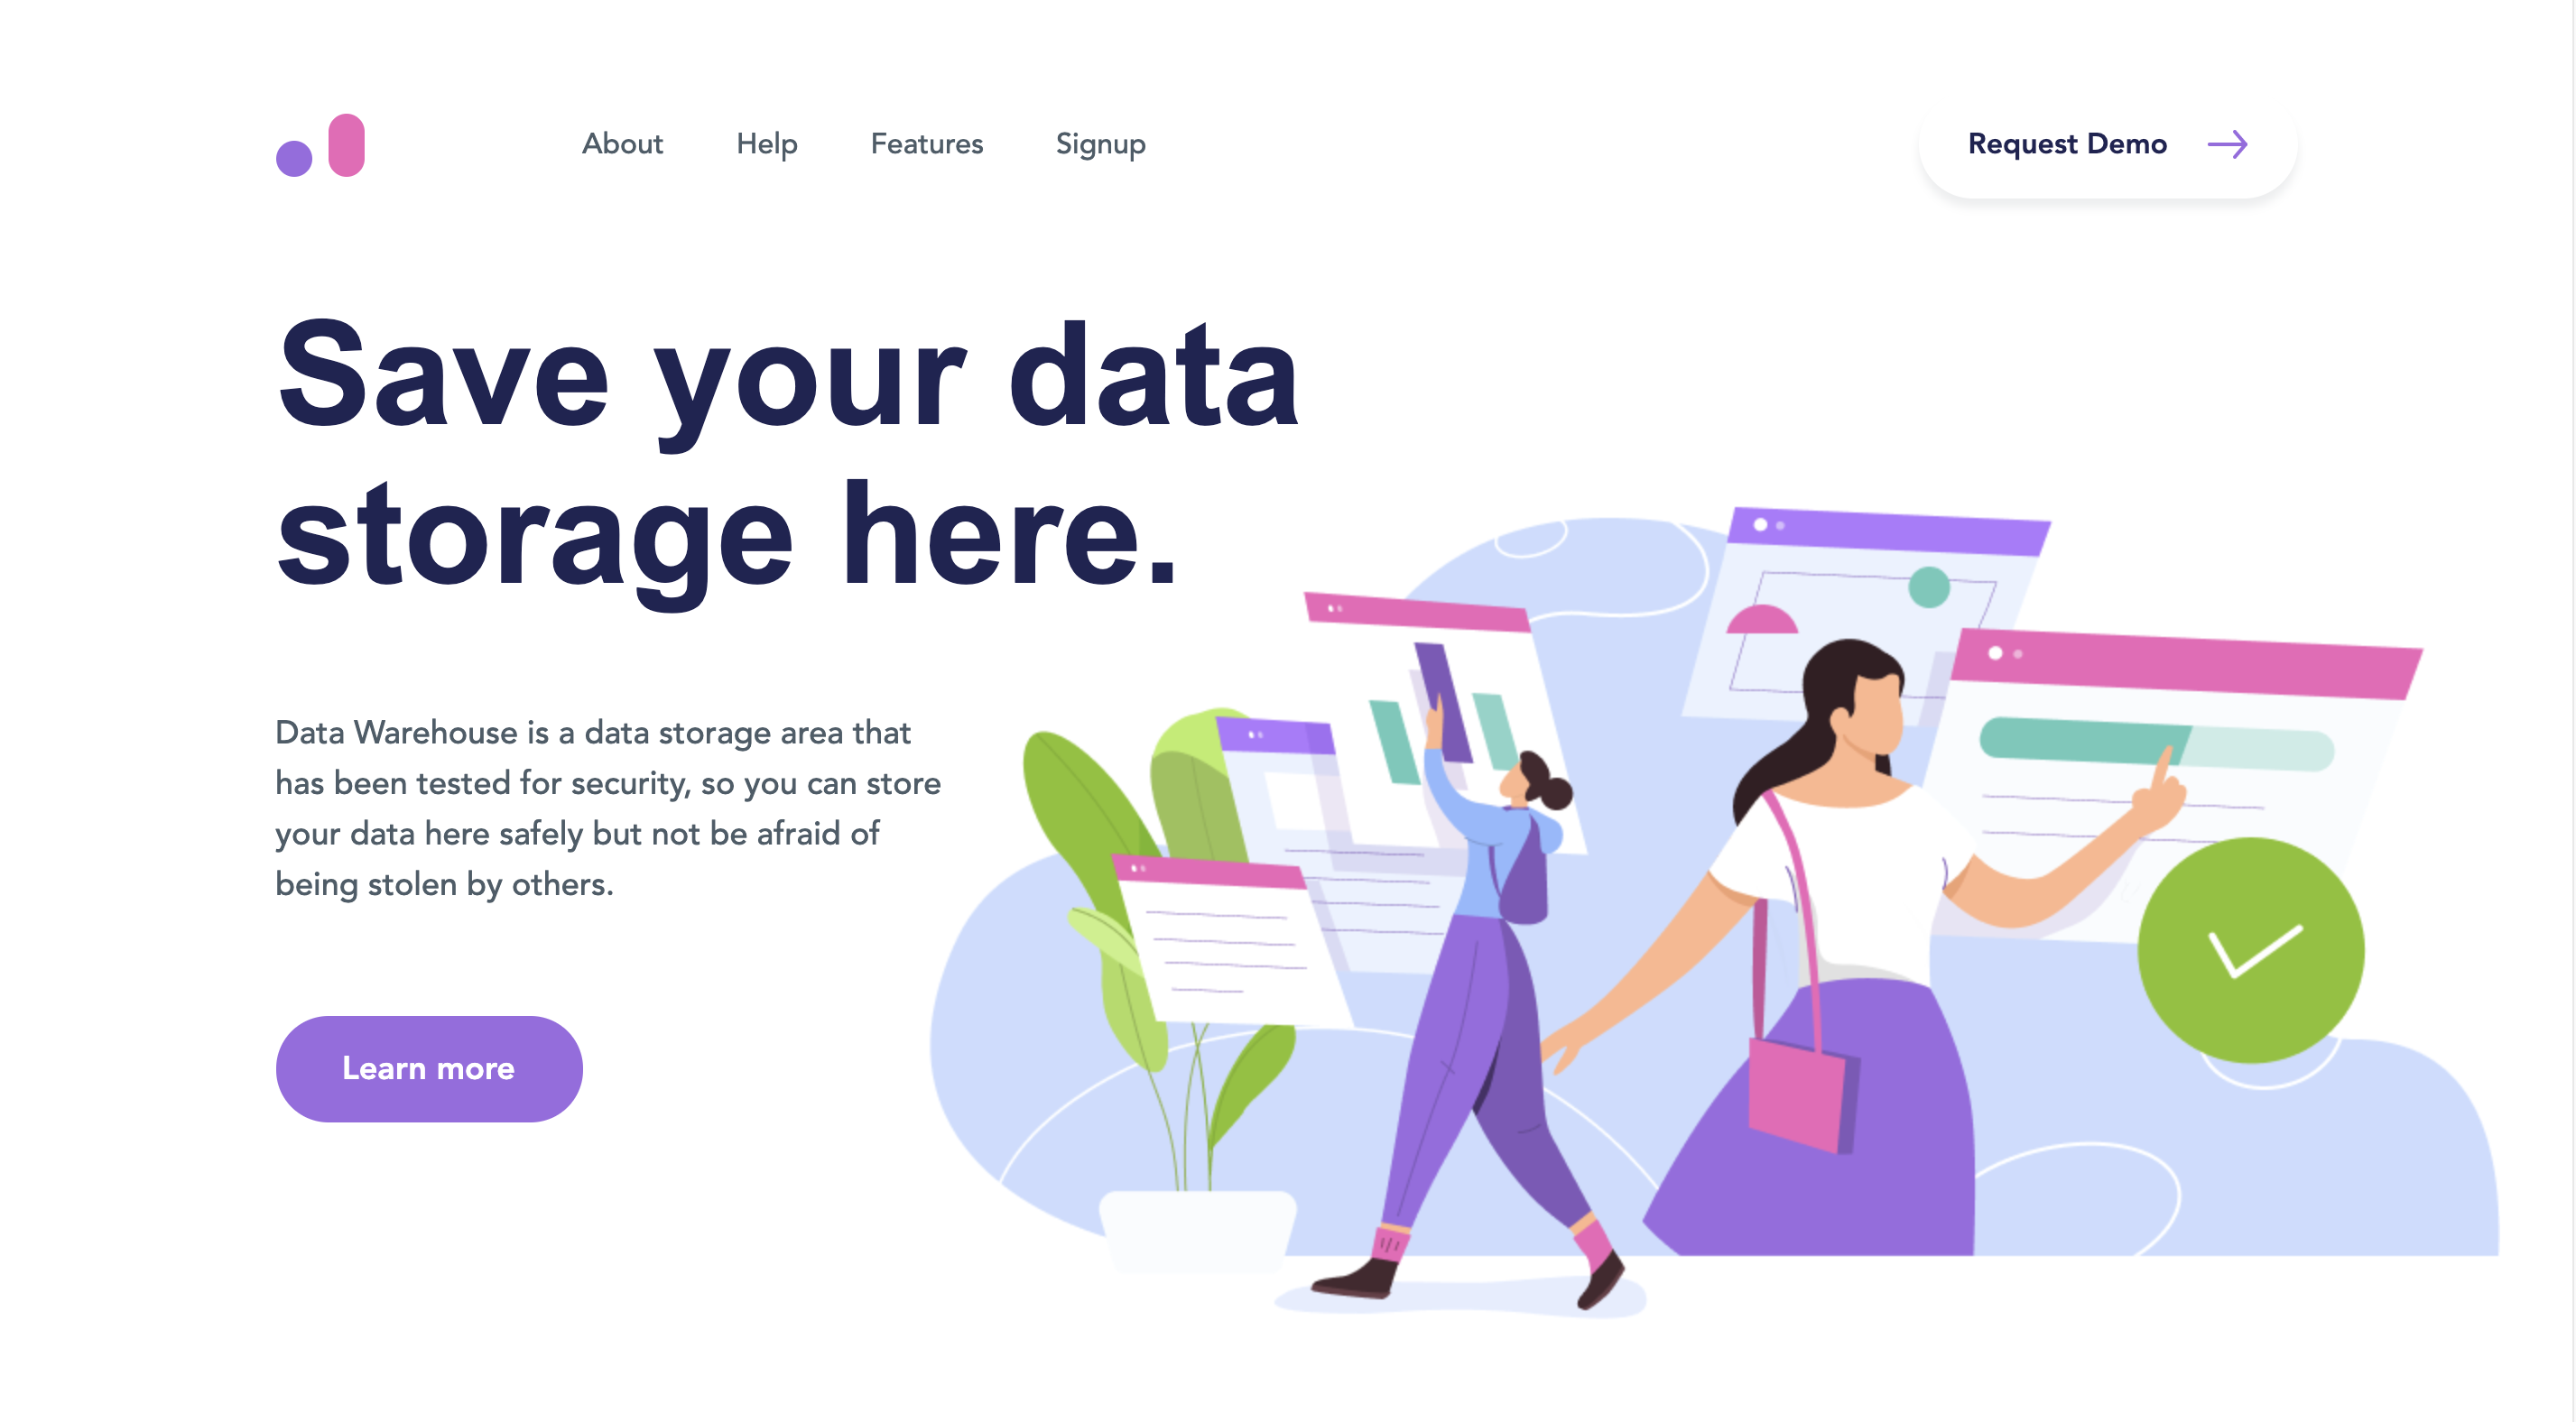 About Help Features Signup Request Demo
Save your data
storage here.
Data Warehouse is a data storage area that
has been tested for security, so you can store
your data here safely but not be afraid of
being stolen by others.
Learn more